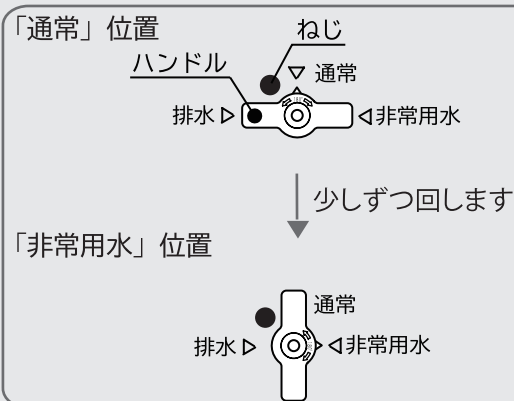 「通常」位置
ねじ
ハンドル
▽ 通常
排水 ▷
◁ 非常用水
少しずつ回します
「非常用水」位置
通常
排水 ▷
◁ 非常用水